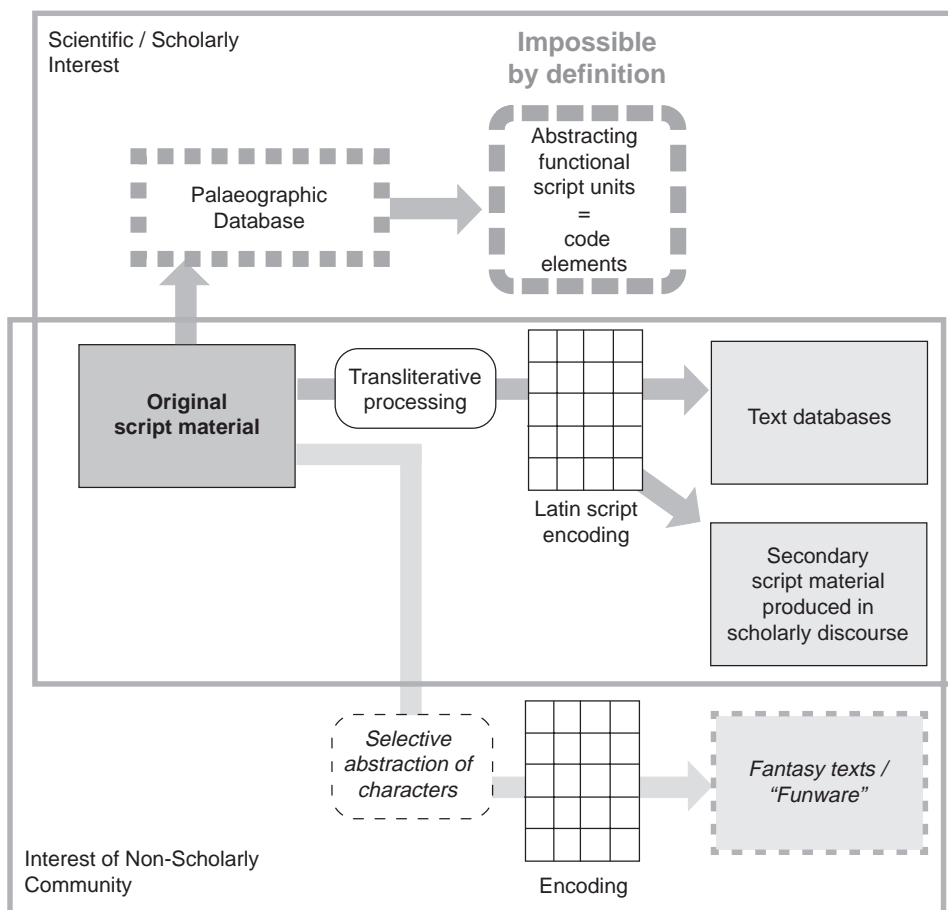 Scientific / Scholarly
Interest
Impossible
by definition
Abstracting
functional
script units
=
code
elements
Palaeographic
Database
Original
script material
Transliterative
processing
Latin script
encoding
Text databases
Secondary
script material
produced in
scholarly discourse
Selective
abstraction of
characters
Encoding
Fantasy texts /
“Funware”
Interest of Non-Scholarly
Community